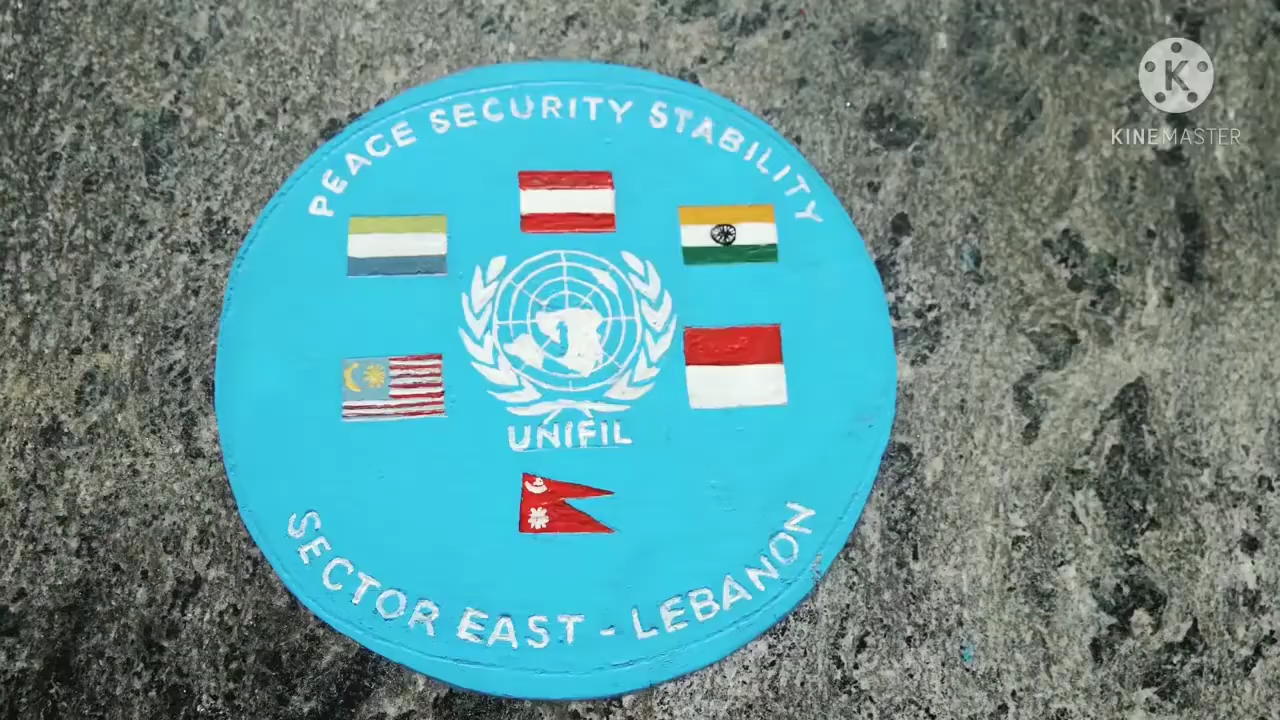 PEACE SECURITY STABILITY
K
KINEMASTER
UNIFIL
SECTOR EAST - LEBANON